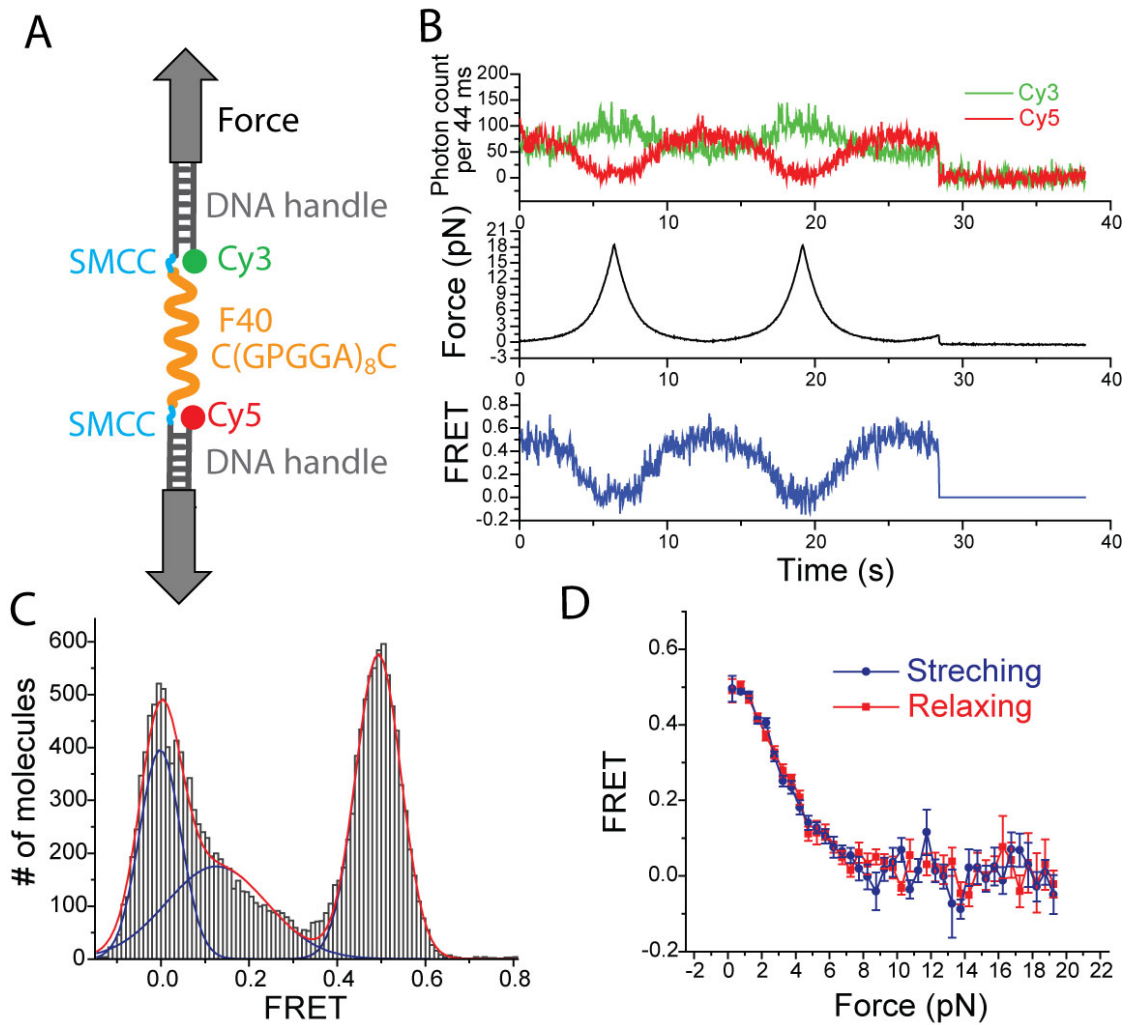 A
Force
DNA handle
SMCC
Cy3
F40
C(GPGGA)₈C
SMCC
Cy5
DNA handle
B
Photon count
per 44 ms
200
150
100
50
0
Cy3
Cy5
0 10 20 30 40
Force (pN)
21
18
15
12
9
6
3
0
-3
0 10 20 30 40
FRET
0.8
0.6
0.4
0.2
0.0
-0.2
0 10 20 30 40
Time (s)
C
# of molecules
600
500
400
300
200
100
0
0.0 0.2 0.4 0.6 0.8
FRET
D
FRET
0.6
0.4
0.2
0.0
-0.2
Streching
Relaxing
-2 0 2 4 6 8 10 12 14 16 18 20 22
Force (pN)